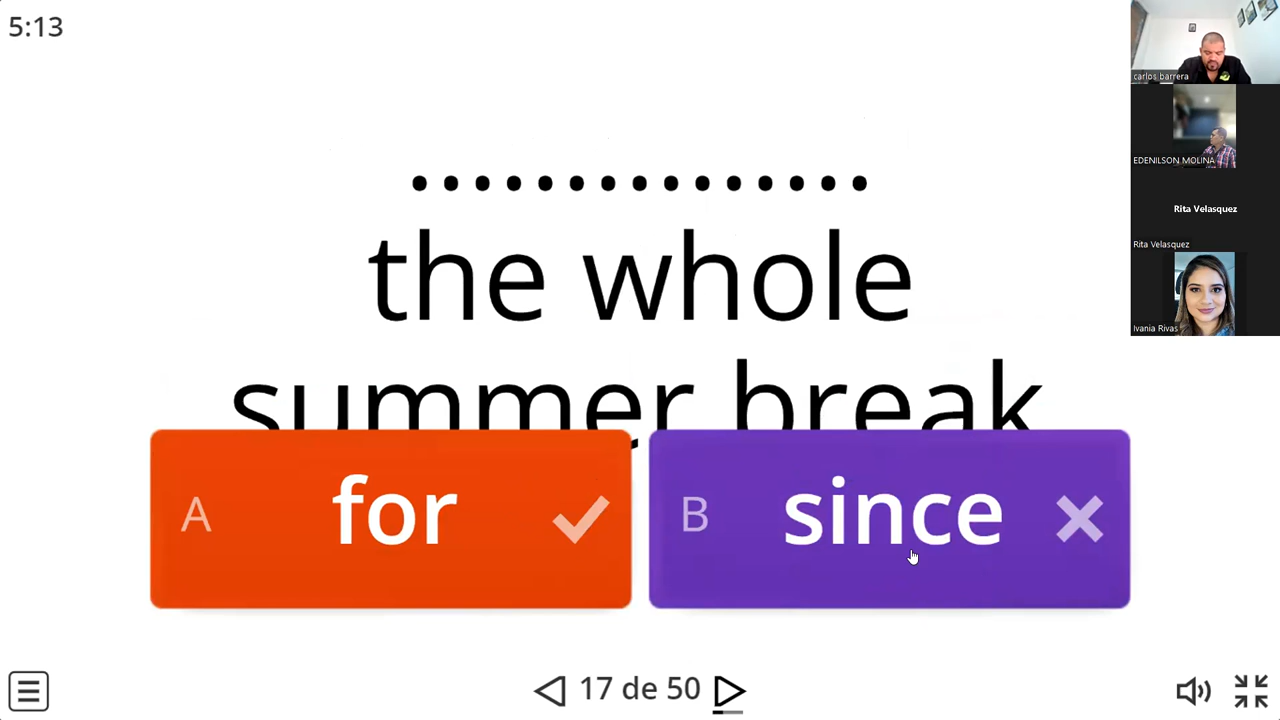 5:13
carlos barrera
EDENILSON MOLINA
Rita Velasquez
Rita Velasquez
Ivania Rivas
...............
the whole
summer break
A for
B since
17 de 50